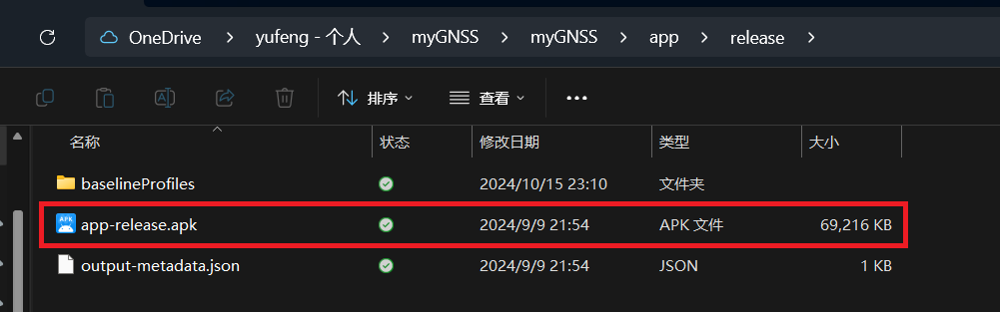 OneDrive > yufeng - 个人 > myGNSS > myGNSS > app > release >
排序 查看
名称 状态 修改日期 类型 大小
baselineProfiles 2024/10/15 23:10 文件夹
APK app-release.apk 2024/9/9 21:54 APK 文件 69,216 KB
output-metadata.json 2024/9/9 21:54 JSON 1 KB